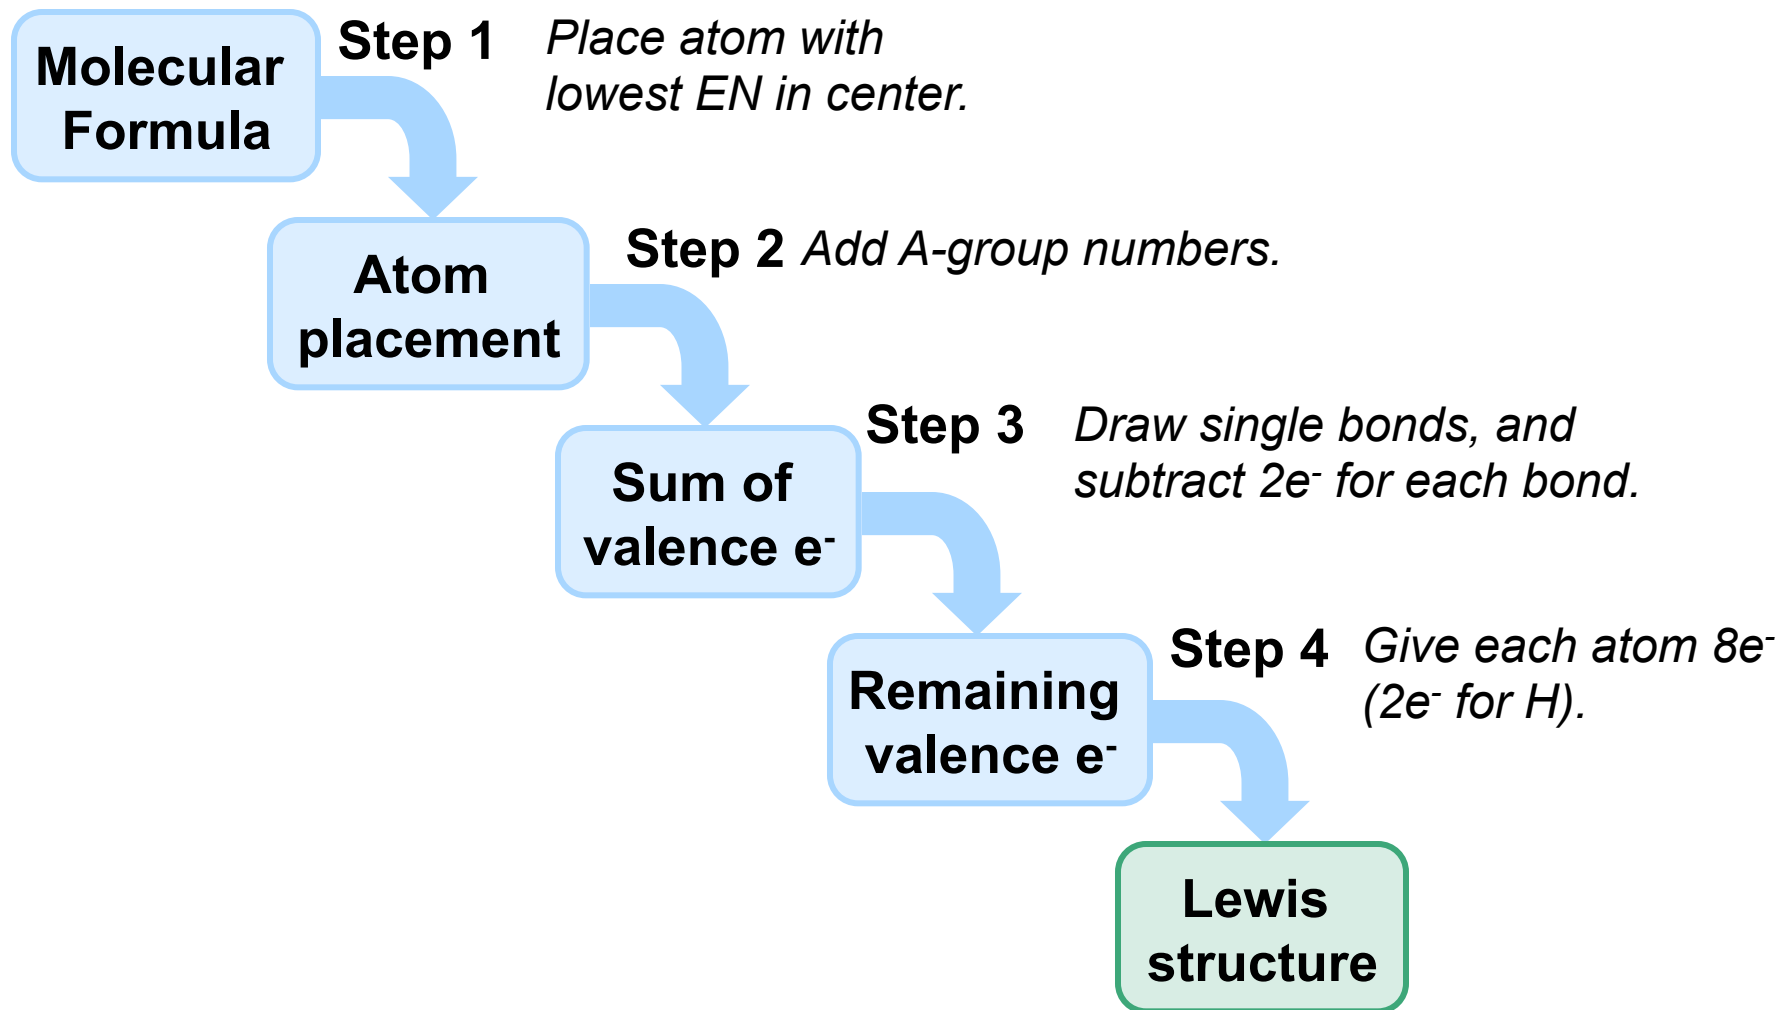 Molecular
Formula
Step 1
Place atom with
lowest EN in center.
Atom
placement
Step 2
Add A-group numbers.
Sum of
valence e⁻
Step 3
Draw single bonds, and
subtract 2e⁻ for each bond.
Remaining
valence e⁻
Step 4
Give each atom 8e⁻
(2e⁻ for H).
Lewis
structure